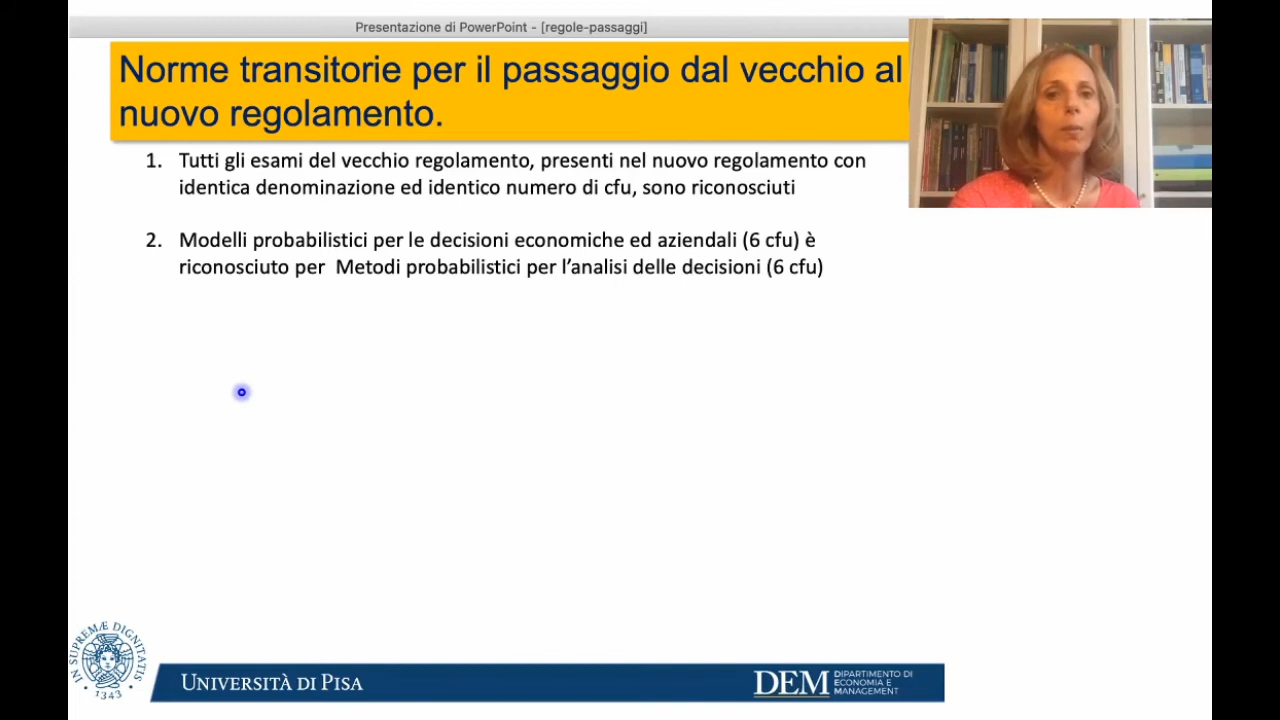 Presentazione di PowerPoint - [regole-passaggi]
Norme transitorie per il passaggio dal vecchio al
nuovo regolamento.
1. Tutti gli esami del vecchio regolamento, presenti nel nuovo regolamento con
identica denominazione ed identico numero di cfu, sono riconosciuti
2. Modelli probabilistici per le decisioni economiche ed aziendali (6 cfu) è
riconosciuto per Metodi probabilistici per l’analisi delle decisioni (6 cfu)
IN SUPREMÆ DIGNITATIS
· 1343 ·
UNIVERSITÀ DI PISA
DEM
DIPARTIMENTO DI
ECONOMIA E
MANAGEMENT